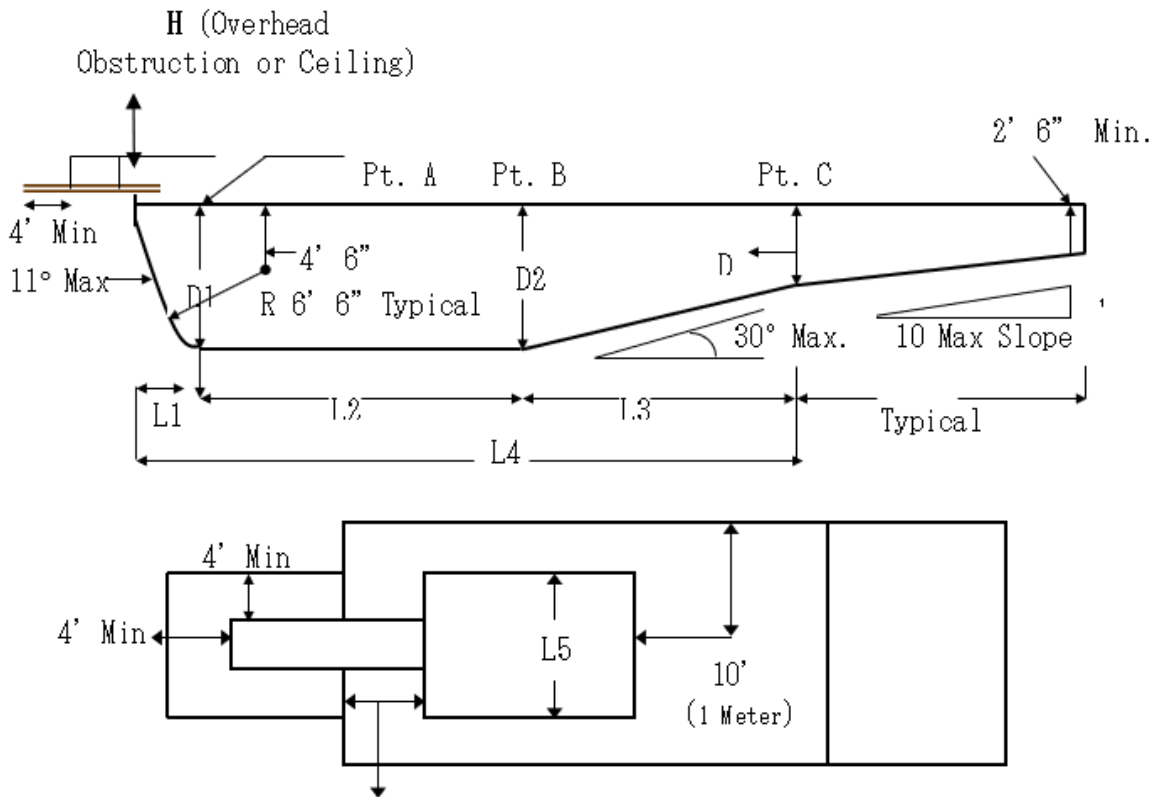 H (Overhead
Obstruction or Ceiling)
2' 6” Min.
Pt. A
Pt. B
Pt. C
4' Min
11° Max
D1
4' 6”
R 6' 6” Typical
D2
D
30° Max.
10 Max Slope
1
L1
L2
L3
Typical
L4
4' Min
4' Min
L5
10'
(1 Meter)